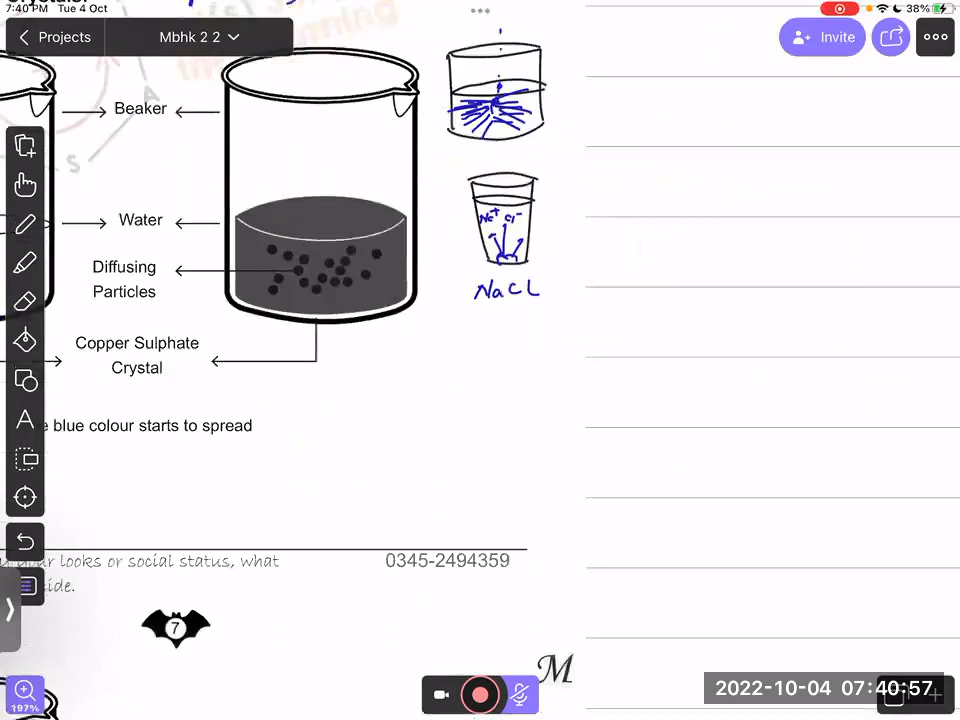 7:40 PM Tue 4 Oct
38%
Projects
Mbhk 2 2
Invite
Beaker
Water
Diffusing
Particles
Copper Sulphate
Crystal
Na+ Cl-
NaCl
e blue colour starts to spread
looks or social status, what
side.
0345-2494359
7
M
A
S
197%
2022-10-04 07:40:57